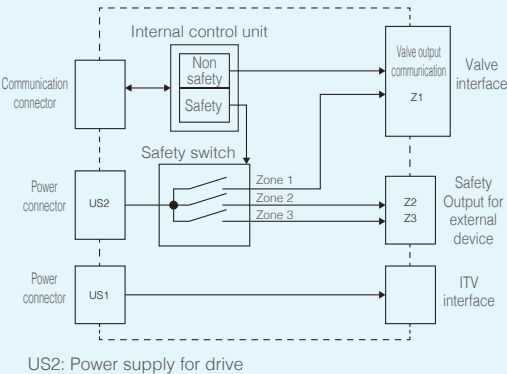 Internal control unit
Non
safety
Safety
Communication
connector
Valve output
communication
Z1
Valve
interface
Safety switch
Zone 1
Zone 2
Zone 3
Power
connector
US2
Z2
Z3
Safety
Output for
external
device
Power
connector
US1
ITV
interface
US2: Power supply for drive